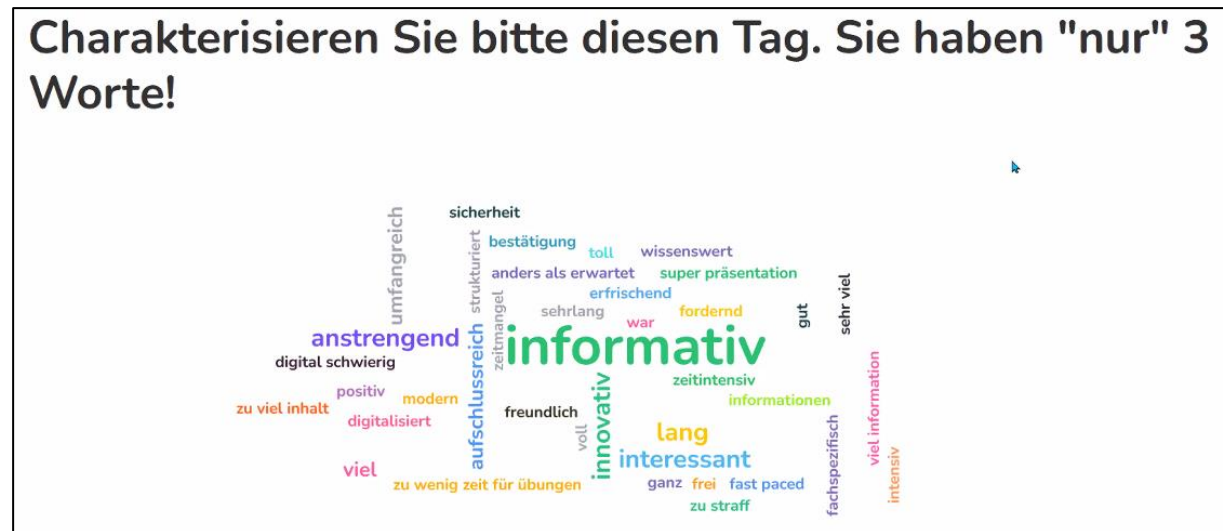 Charakterisieren Sie bitte diesen Tag. Sie haben "nur" 3
Worte!
umfangreich
sicherheit
strukturiert
bestätigung
toll
wissenswert
anders als erwartet
super präsentation
erfrischend
zeitmangel
sehrlang
war
fordernd
gut
sehr viel
anstrengend
aufschlussreich
informativ
digital schwierig
positiv
modern
zu viel inhalt
digitalisiert
freundlich
voll
innovativ
zeitintensiv
informationen
lang
interessant
viel
zu wenig zeit für übungen
ganz
frei
fast paced
zu straff
fachspezifisch
viel information
intensiv